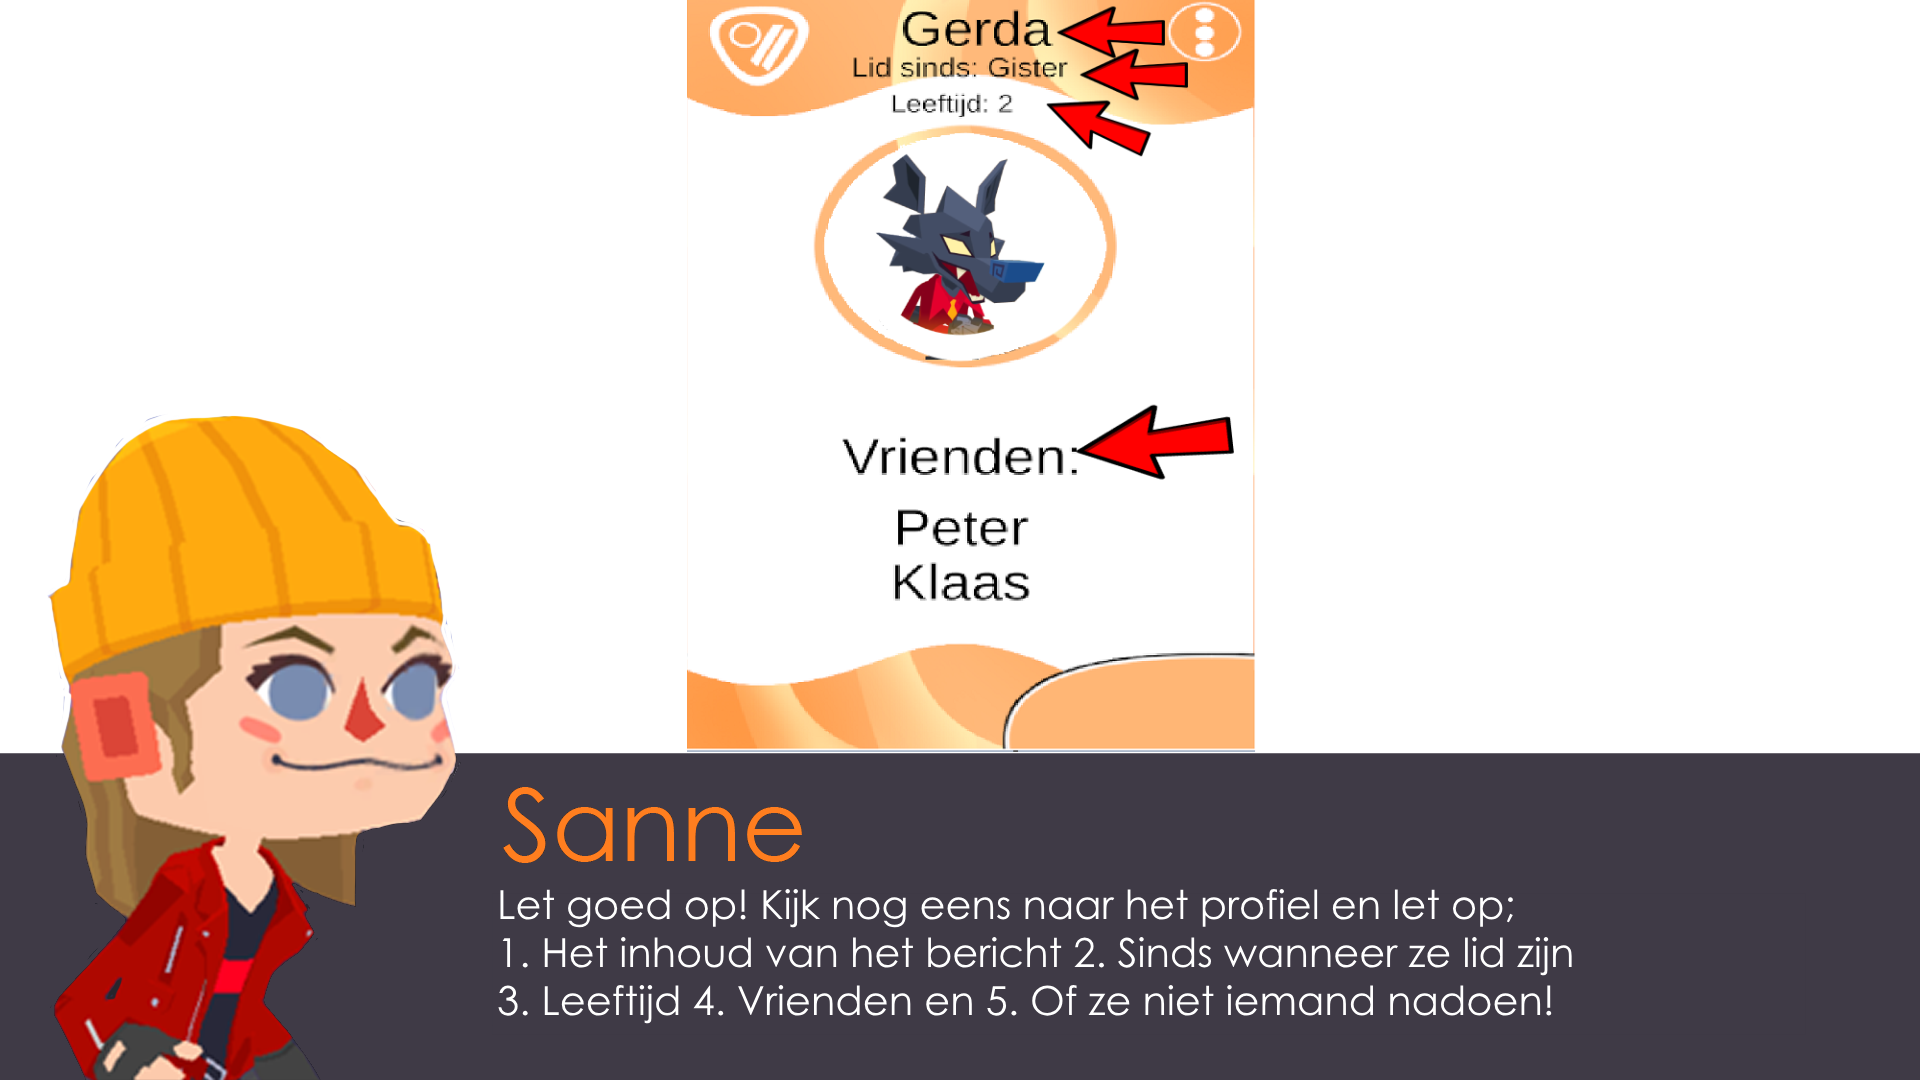 Gerda
Lid sinds: Gister
Leeftijd: 2
Vrienden:
Peter
Klaas
Sanne
Let goed op! Kijk nog eens naar het profiel en let op;
1. Het inhoud van het bericht 2. Sinds wanneer ze lid zijn
3. Leeftijd 4. Vrienden en 5. Of ze niet iemand nadoen!